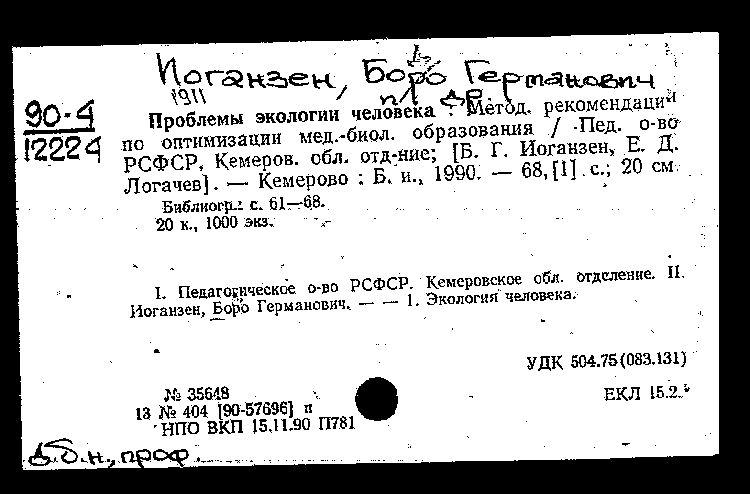 Иоганзен, Бодо Германович
1911
п/к др.
90-4
12224
Проблемы экологии человека : Метод. рекомендации
по оптимизации мед.-биол. образования / Пед. о-во
РСФСР, Кемеров. обл. отд-ние; [Б. Г. Иоганзен, Е. Д.
Логачев]. — Кемерово : Б. и., 1990. — 68, [1] с.; 20 см
Библиогр.: с. 61—68.
20 к., 1000 экз.
I. Педагогическое о-во РСФСР. Кемеровское обл. отделение. II.
Иоганзен, Бодо Германович. — — 1. Экология человека.
УДК 504.75(083.131)
№ 35648
13 № 404 [90-57696] п
НПО ВКП 15.11.90 П781
ЕКЛ 15.2
д.б.н., проф.